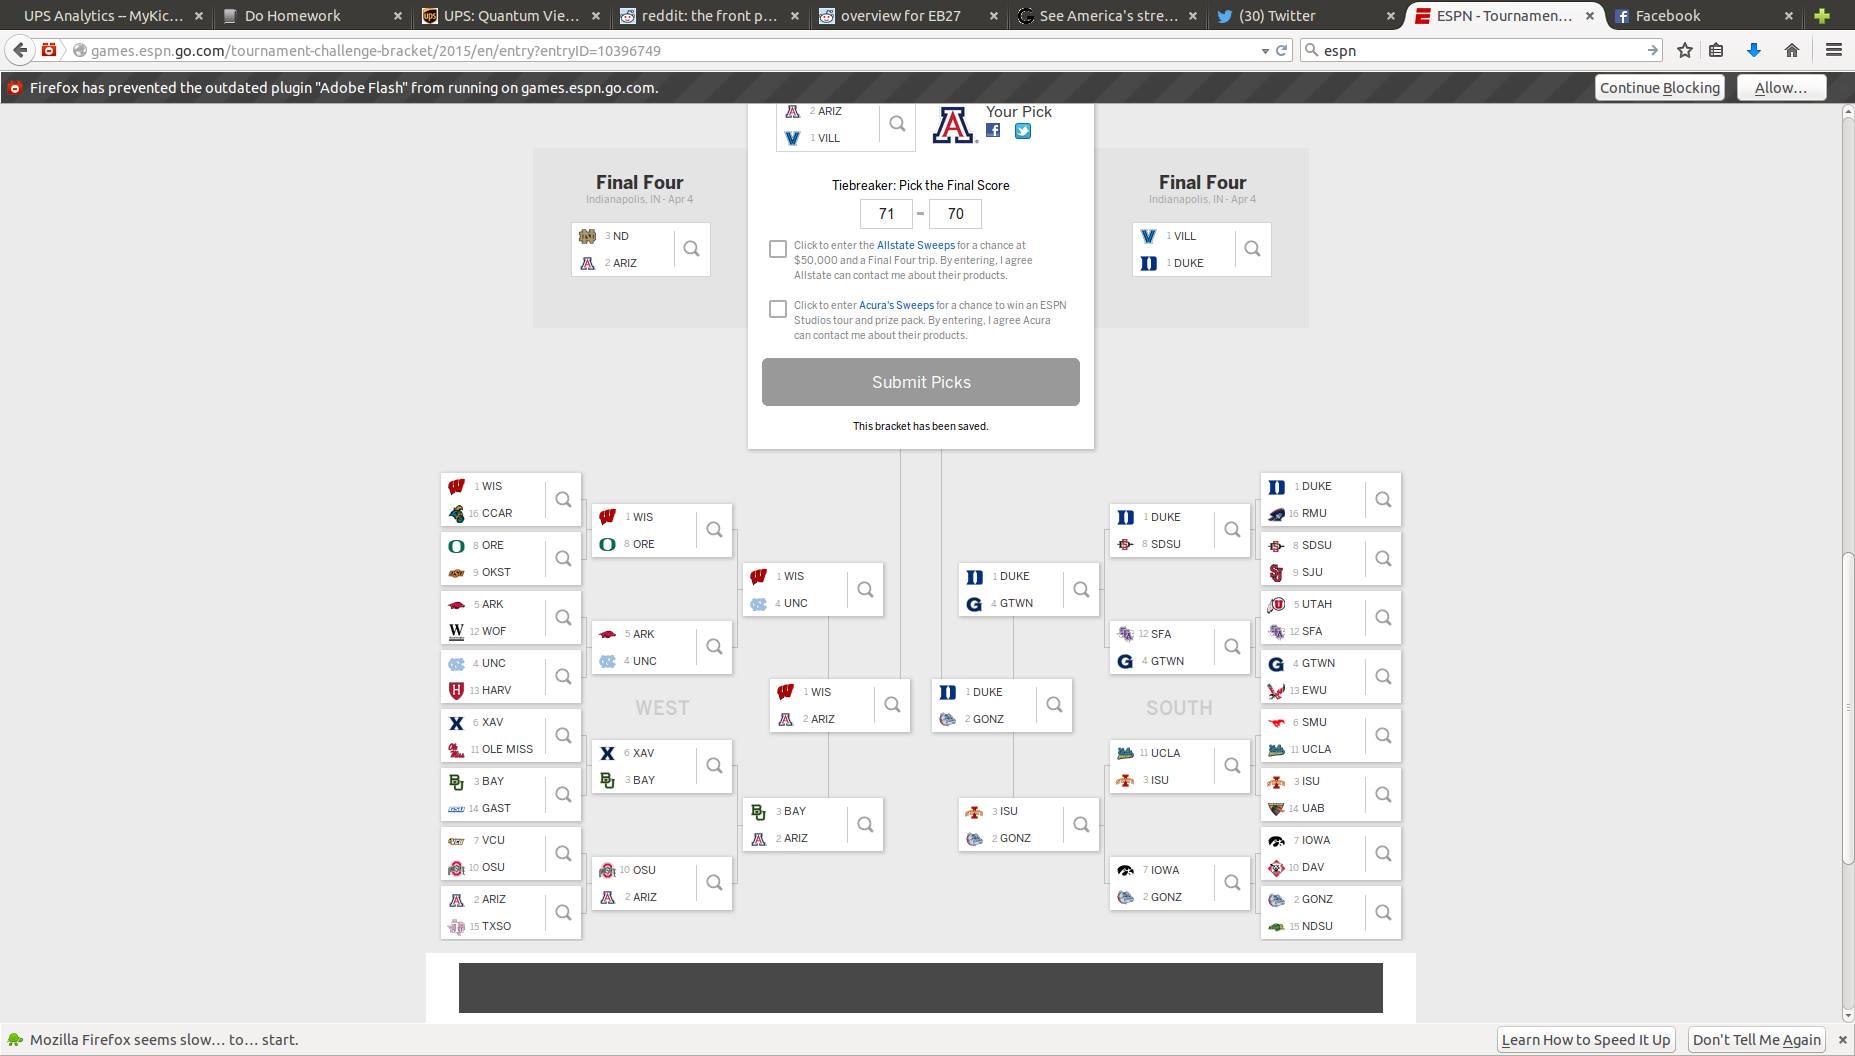 UPS Analytics -- MyKic...
Do Homework
UPS: Quantum Vie...
reddit: the front p...
overview for EB27
See America's stre...
(30) Twitter
ESPN - Tournamen...
Facebook
games.espn.go.com/tournament-challenge-bracket/2015/en/entry?entryID=10396749
espn
Firefox has prevented the outdated plugin "Adobe Flash" from running on games.espn.go.com.
Continue Blocking
Allow...
2 ARIZ
1 VILL
Your Pick
Final Four
Indianapolis, IN - Apr 4
3 ND
2 ARIZ
Tiebreaker: Pick the Final Score
71 - 70
Click to enter the Allstate Sweeps for a chance at
$50,000 and a Final Four trip. By entering, I agree
Allstate can contact me about their products.
Click to enter Acura's Sweeps for a chance to win an ESPN
Studios tour and prize pack. By entering, I agree Acura
can contact me about their products.
Submit Picks
This bracket has been saved.
Final Four
Indianapolis, IN - Apr 4
1 VILL
1 DUKE
1 WIS
16 CCAR
8 ORE
9 OKST
5 ARK
12 WOF
4 UNC
13 HARV
6 XAV
11 OLE MISS
3 BAY
14 GAST
7 VCU
10 OSU
2 ARIZ
15 TXSO
1 WIS
8 ORE
5 ARK
4 UNC
WEST
6 XAV
3 BAY
10 OSU
2 ARIZ
1 WIS
4 UNC
3 BAY
2 ARIZ
1 WIS
2 ARIZ
1 DUKE
2 GONZ
1 DUKE
4 GTWN
3 ISU
2 GONZ
1 DUKE
8 SDSU
12 SFA
4 GTWN
SOUTH
11 UCLA
3 ISU
7 IOWA
2 GONZ
1 DUKE
16 RMU
8 SDSU
9 SJU
5 UTAH
12 SFA
4 GTWN
13 EWU
6 SMU
11 UCLA
3 ISU
14 UAB
7 IOWA
10 DAV
2 GONZ
15 NDSU
Mozilla Firefox seems slow... to... start.
Learn How to Speed It Up
Don't Tell Me Again